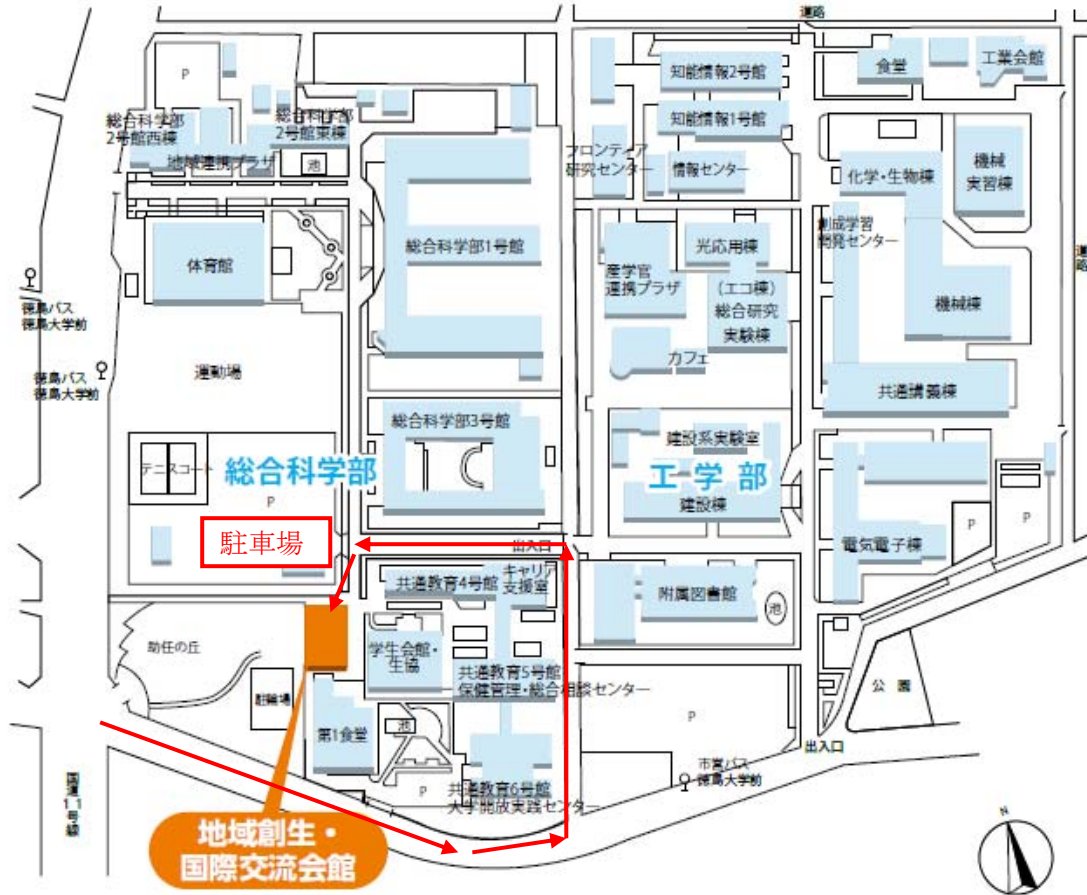 道路
P
知能情報2号館
食堂
工業会館
総合科学部
2号館西棟
総合科学部
2号館東棟
地域連携プラザ
池
知能情報1号館
フロンティア
研究センター
情報センター
化学・生物棟
機械
実習棟
総合科学部1号館
体育館
産学官
連携プラザ
光応用棟
(エコ棟)
総合研究
実験棟
創成学習
開発センター
機械棟
道路
徳島バス
徳島大学前
カフェ
徳島バス
徳島大学前
運動場
共通講義棟
総合科学部3号館
建設系実験室
テニスコート
総合科学部
P
工学部
建設棟
P
P
駐車場
出入口
電気電子棟
共通教育4号館
キャリア
支援室
附属図書館
池
助任の丘
学生会館・
生協
共通教育5号館
保健管理・総合相談センター
公園
駐輪場
第1食堂
池
P
出入口
市営バス
徳島大学前
国道11号線
P
共通教育6号館
大学開放実践センター
地域創生・
国際交流会館
N